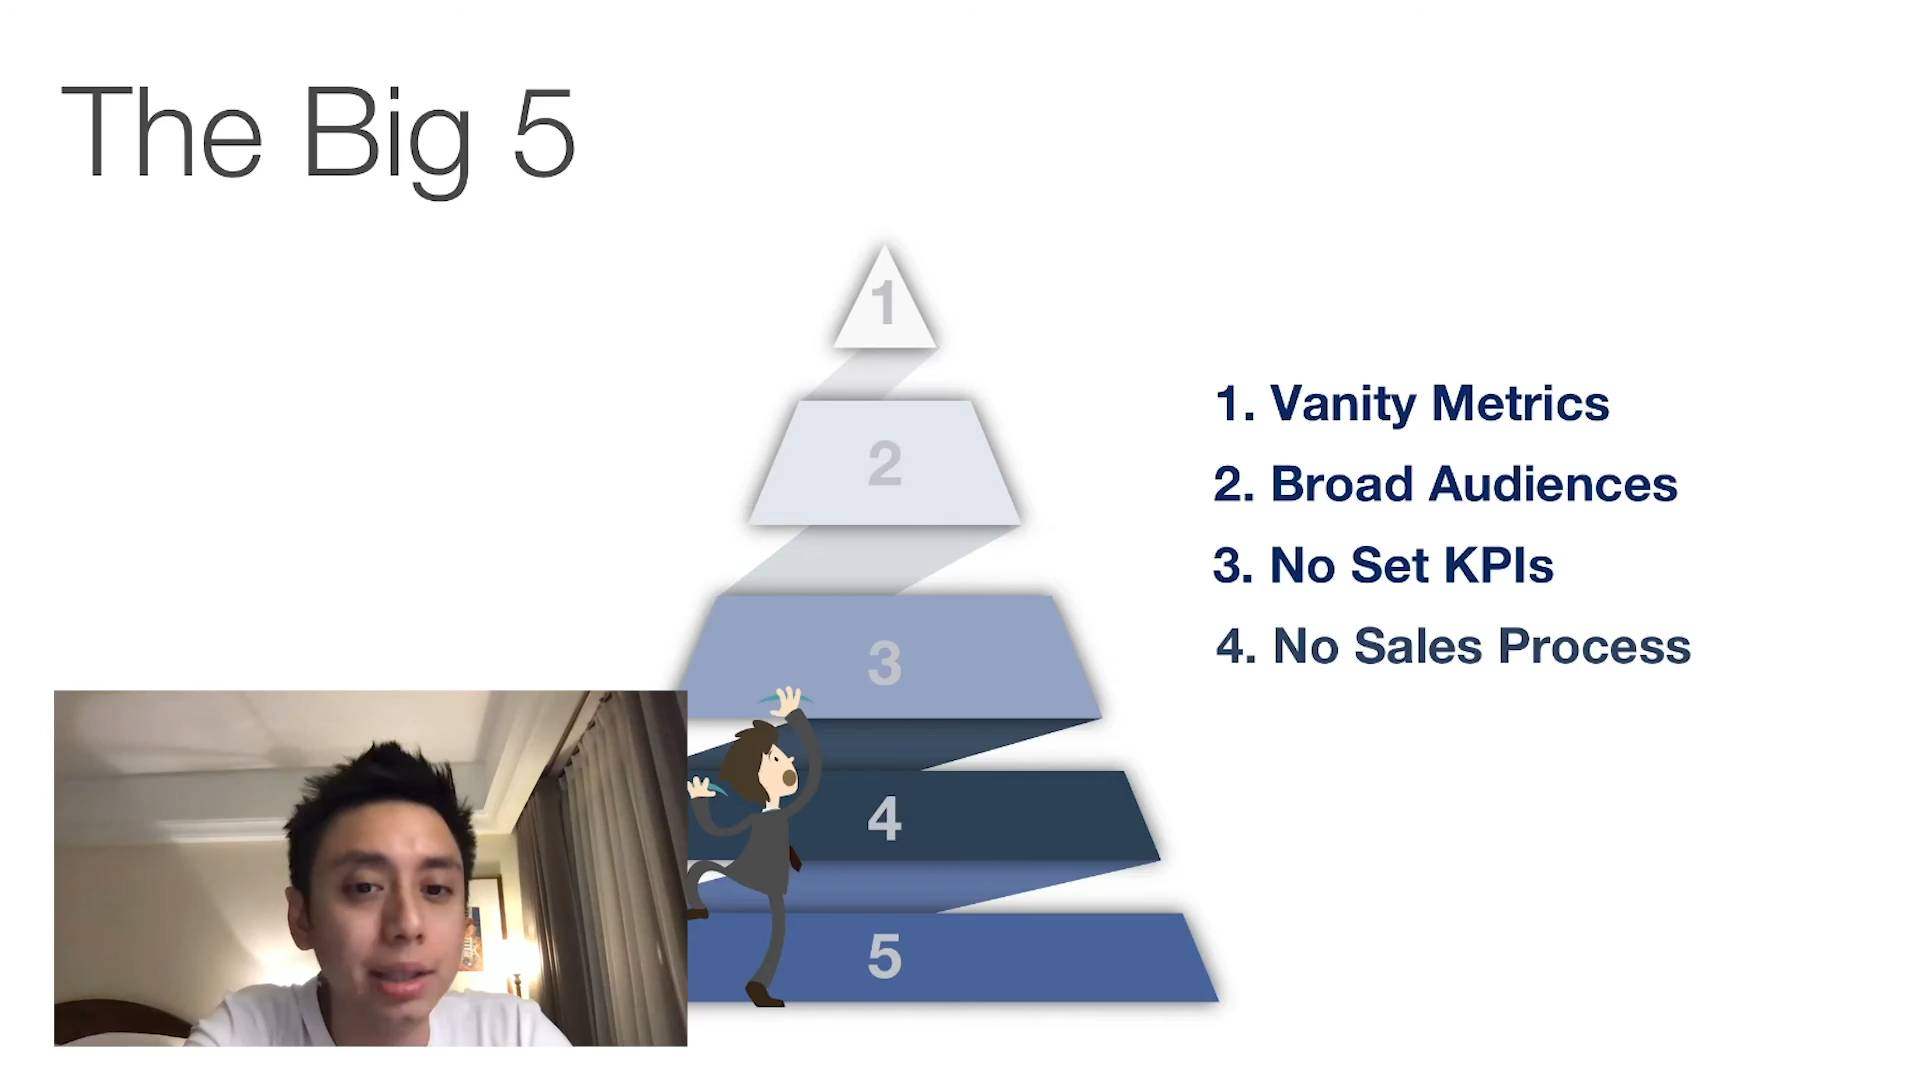 The Big 5
1
2
3
4
5
1. Vanity Metrics
2. Broad Audiences
3. No Set KPIs
4. No Sales Process